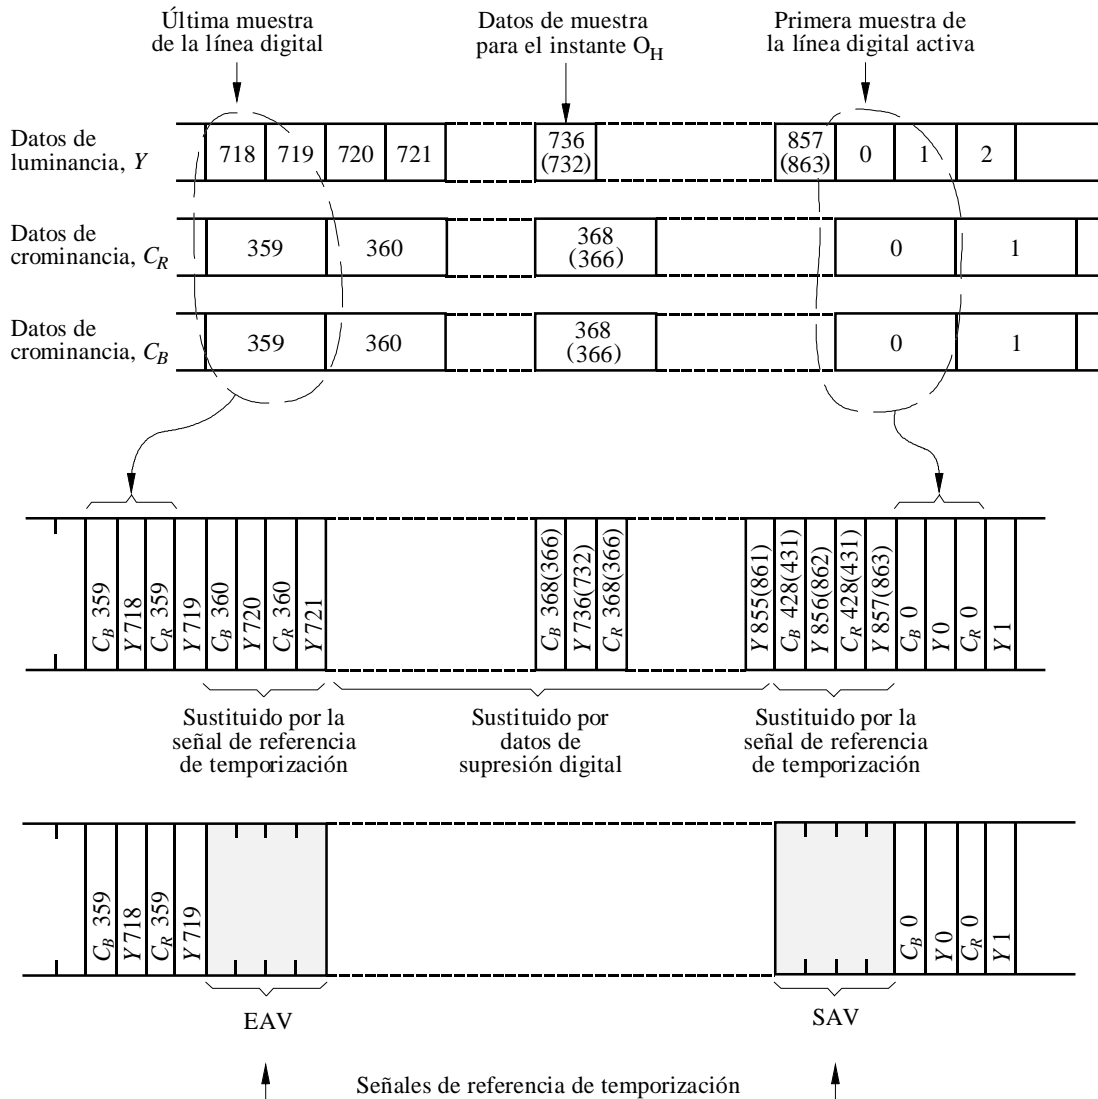 Última muestra
de la línea digital
Datos de muestra
para el instante O_H
Primera muestra de
la línea digital activa
Datos de
luminancia, Y
718 719 720 721 736 857 0 1 2
(732) (863)
Datos de
crominancia, C_R
359 360 368 0 1
(366)
Datos de
crominancia, C_B
359 360 368 0 1
(366)
C_B 359
Y 718
C_R 359
Y 719
C_B 360
Y 720
C_R 360
Y 721
C_B 368(366)
Y 736(732)
C_R 368(366)
Y 855(861)
C_B 428(431)
Y 856(862)
C_R 428(431)
Y 857(863)
C_B 0
Y 0
C_R 0
Y 1
Sustituido por la
señal de referencia
de temporización
Sustituido por
datos de
supresión digital
Sustituido por la
señal de referencia
de temporización
C_B 359
Y 718
C_R 359
Y 719
C_B 0
Y 0
C_R 0
Y 1
EAV
SAV
Señales de referencia de temporización